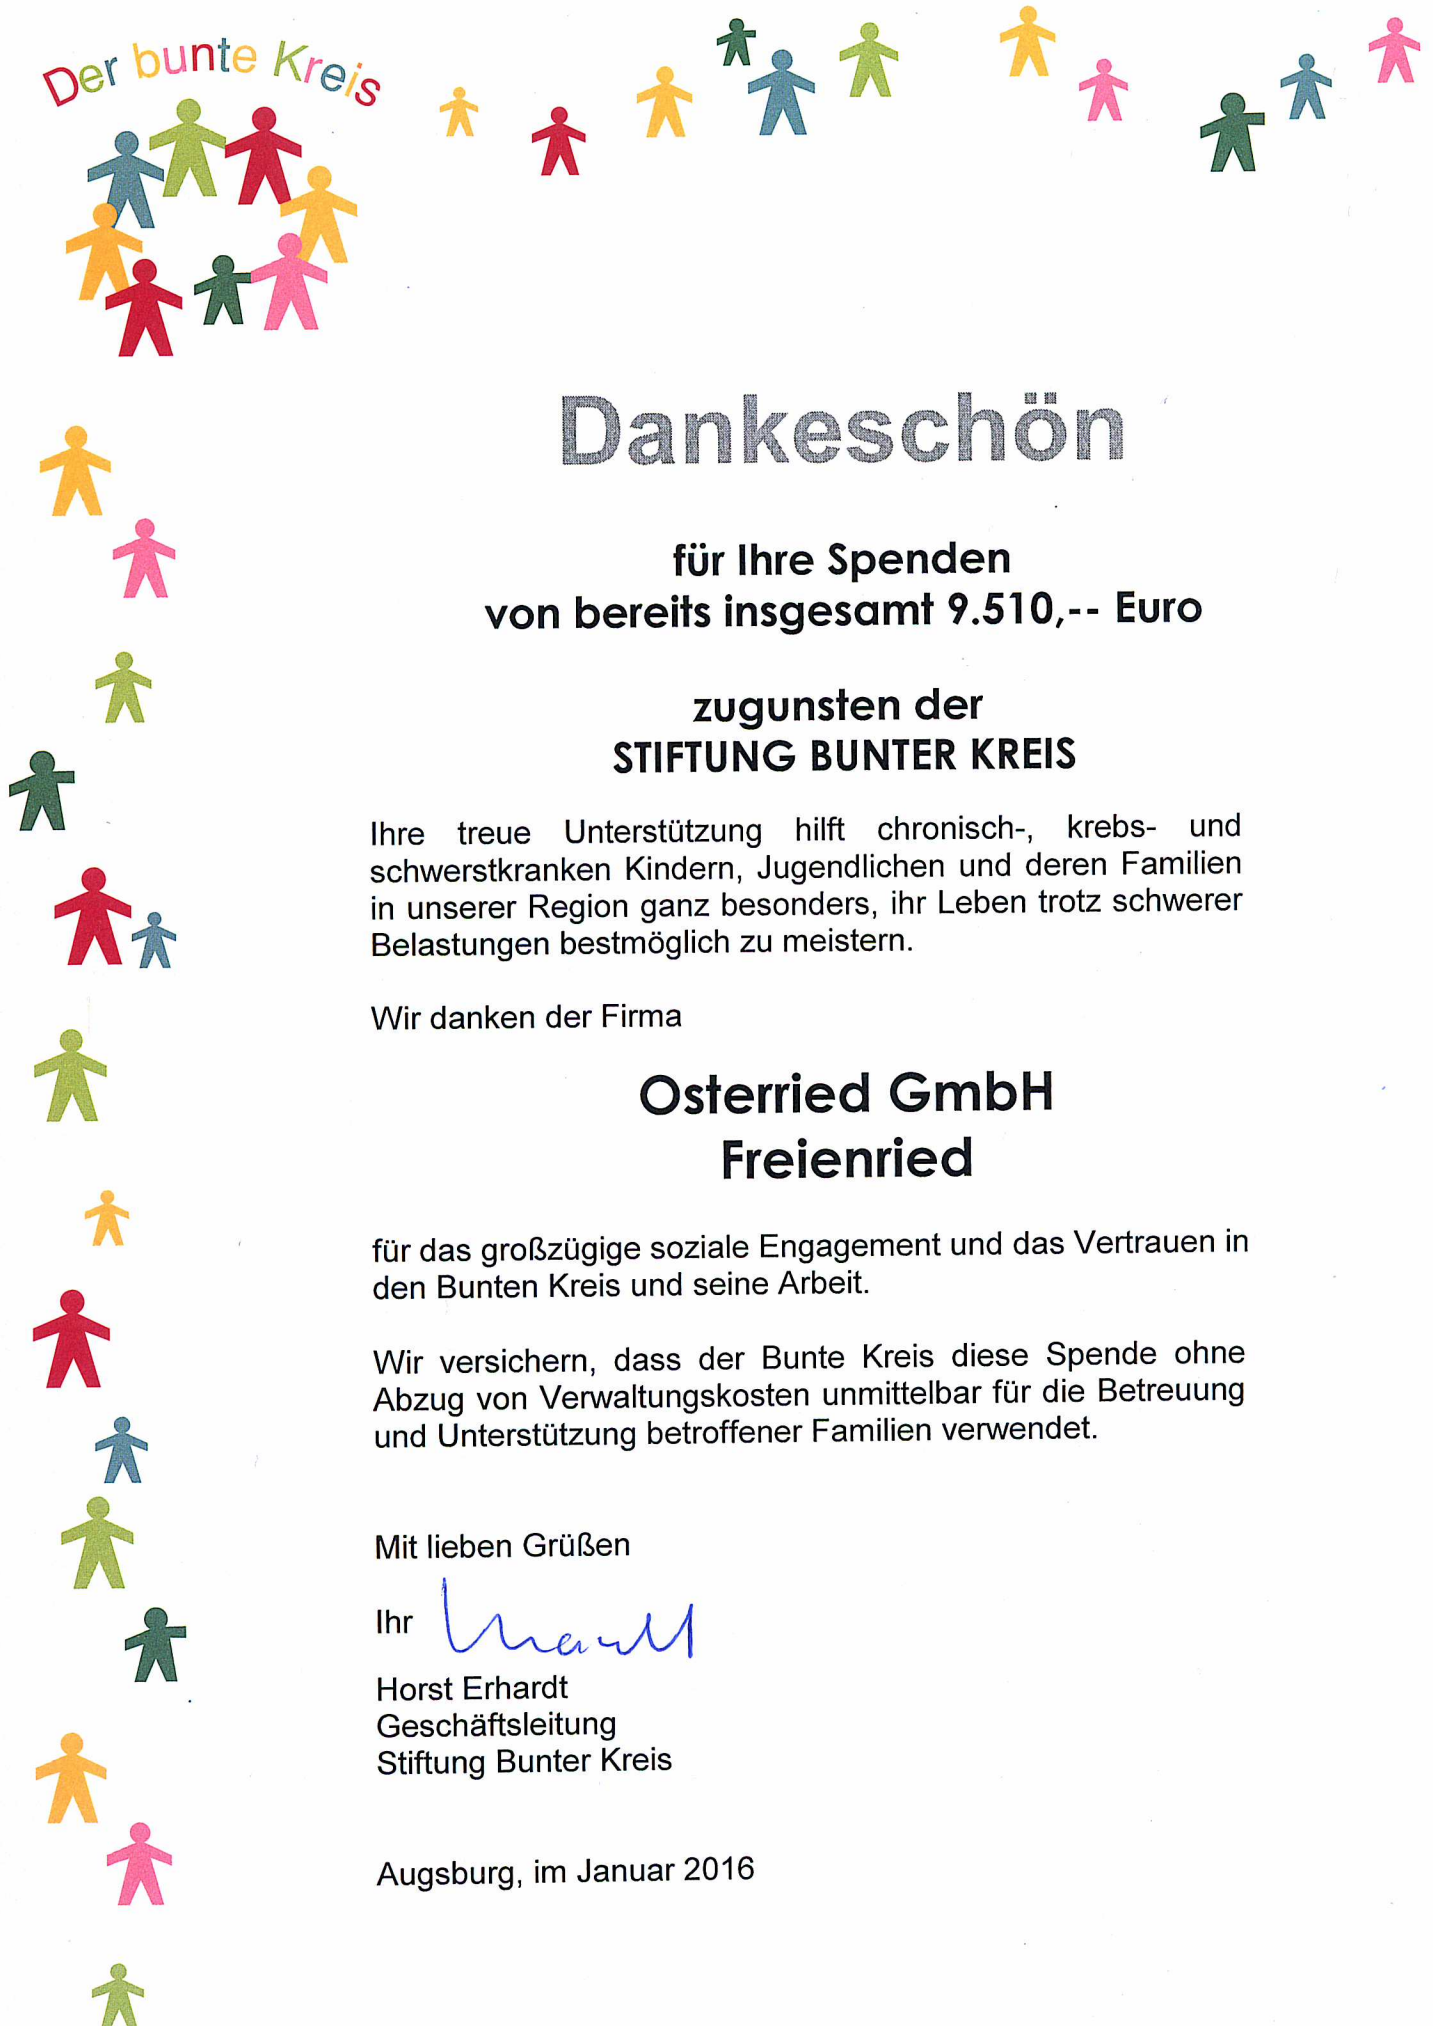 Der bunte Kreis
Dankeschön
für Ihre Spenden
von bereits insgesamt 9.510,-- Euro
zugunsten der
STIFTUNG BUNTER KREIS
Ihre treue Unterstützung hilft chronisch-, krebs- und
schwerstkranken Kindern, Jugendlichen und deren Familien
in unserer Region ganz besonders, ihr Leben trotz schwerer
Belastungen bestmöglich zu meistern.
Wir danken der Firma
Osterried GmbH
Freienried
für das großzügige soziale Engagement und das Vertrauen in
den Bunten Kreis und seine Arbeit.
Wir versichern, dass der Bunte Kreis diese Spende ohne
Abzug von Verwaltungskosten unmittelbar für die Betreuung
und Unterstützung betroffener Familien verwendet.
Mit lieben Grüßen
Ihr
Horst Erhardt
Geschäftsleitung
Stiftung Bunter Kreis
Augsburg, im Januar 2016